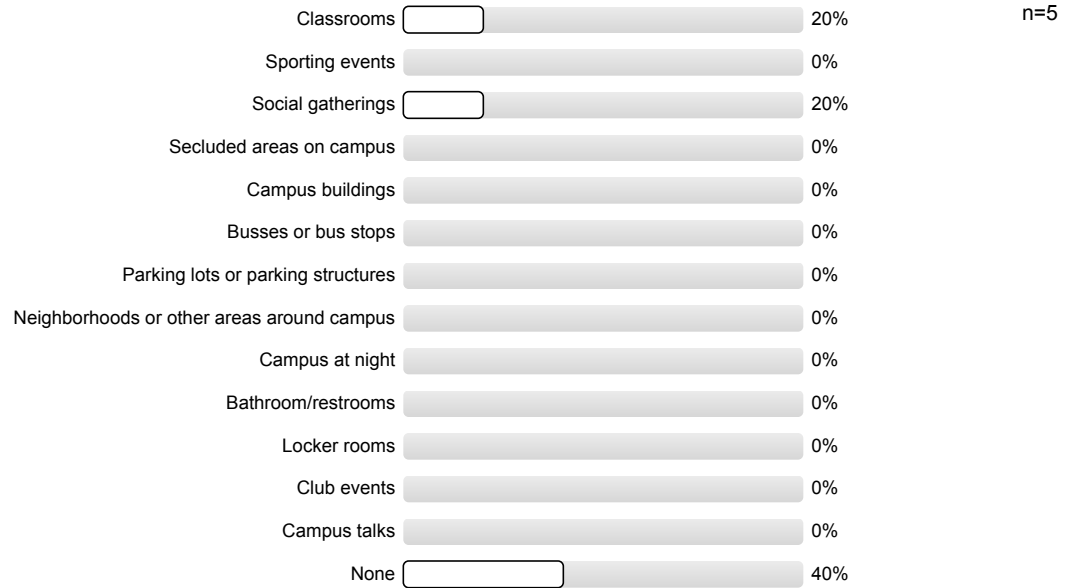 Classrooms 20% n=5
Sporting events 0%
Social gatherings 20%
Secluded areas on campus 0%
Campus buildings 0%
Busses or bus stops 0%
Parking lots or parking structures 0%
Neighborhoods or other areas around campus 0%
Campus at night 0%
Bathroom/restrooms 0%
Locker rooms 0%
Club events 0%
Campus talks 0%
None 40%